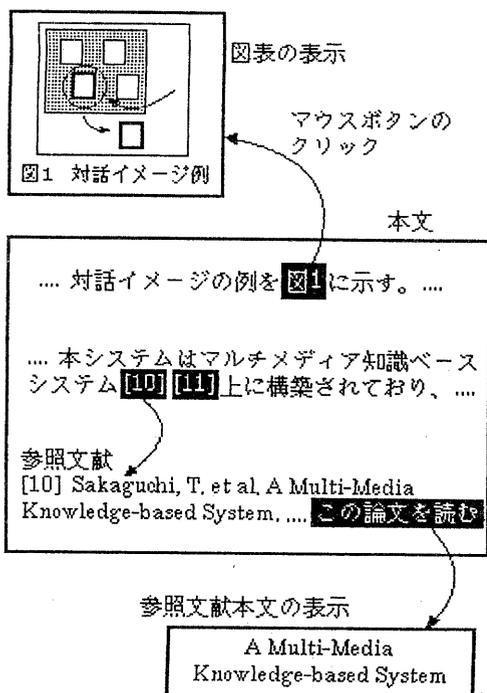 図表の表示
図1 対話イメージ例
マウスボタンの
クリック
本文
.... 対話イメージの例を 図1 に示す。....
.... 本システムはマルチメディア知識ベース
システム [10] [11] 上に構築されており、....
参照文献
[10] Sakaguchi, T. et al. A Multi-Media
Knowledge-based System. .... この論文を読む
参照文献本文の表示
A Multi-Media
Knowledge-based System